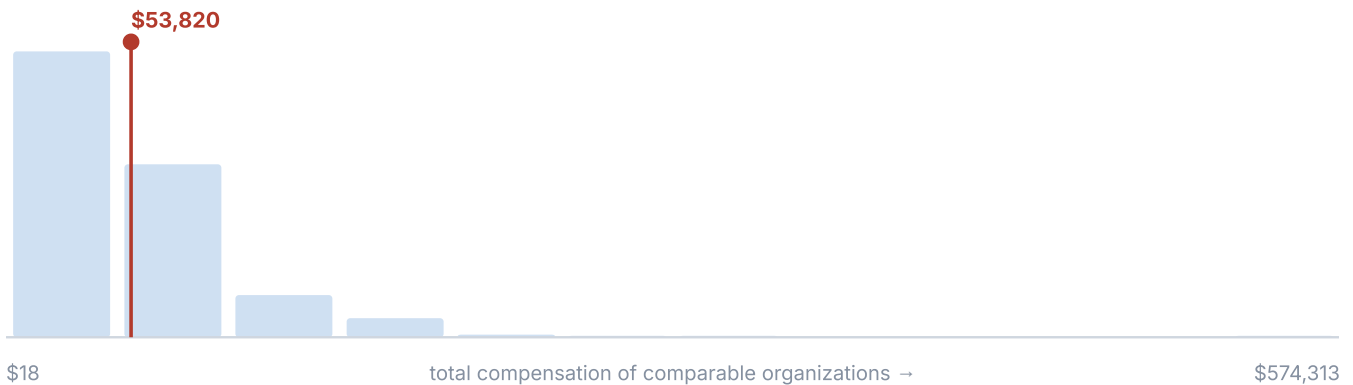 $53,820
$18 total compensation of comparable organizations → $574,313